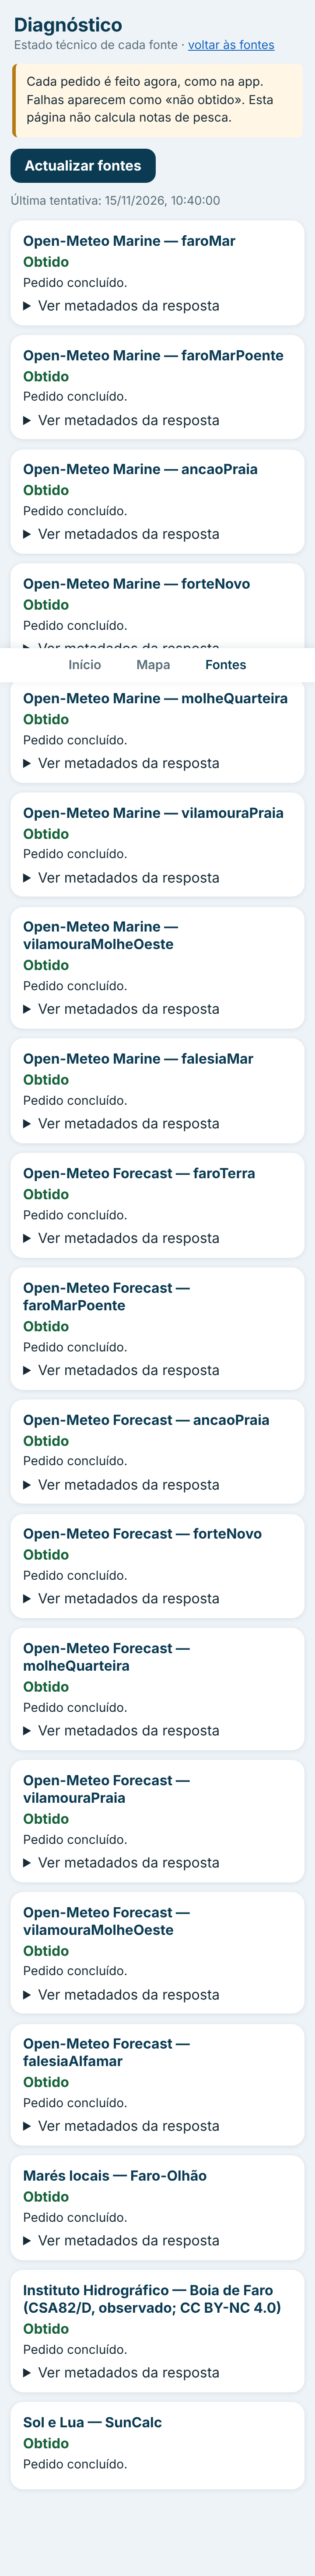 Diagnóstico
Estado técnico de cada fonte · voltar às fontes
Cada pedido é feito agora, como na app.
Falhas aparecem como «não obtido». Esta
página não calcula notas de pesca.
Actualizar fontes
Última tentativa: 15/11/2026, 10:40:00
Open-Meteo Marine — faroMar
Obtido
Pedido concluído.
▶ Ver metadados da resposta
Open-Meteo Marine — faroMarPoente
Obtido
Pedido concluído.
▶ Ver metadados da resposta
Open-Meteo Marine — ancaoPraia
Obtido
Pedido concluído.
▶ Ver metadados da resposta
Open-Meteo Marine — forteNovo
Obtido
Pedido concluído.
▶ Ver metadados da resposta
Início Mapa Fontes
Open-Meteo Marine — molheQuarteira
Obtido
Pedido concluído.
▶ Ver metadados da resposta
Open-Meteo Marine — vilamouraPraia
Obtido
Pedido concluído.
▶ Ver metadados da resposta
Open-Meteo Marine —
vilamouraMolheOeste
Obtido
Pedido concluído.
▶ Ver metadados da resposta
Open-Meteo Marine — falesiaMar
Obtido
Pedido concluído.
▶ Ver metadados da resposta
Open-Meteo Forecast — faroTerra
Obtido
Pedido concluído.
▶ Ver metadados da resposta
Open-Meteo Forecast —
faroMarPoente
Obtido
Pedido concluído.
▶ Ver metadados da resposta
Open-Meteo Forecast — ancaoPraia
Obtido
Pedido concluído.
▶ Ver metadados da resposta
Open-Meteo Forecast — forteNovo
Obtido
Pedido concluído.
▶ Ver metadados da resposta
Open-Meteo Forecast —
molheQuarteira
Obtido
Pedido concluído.
▶ Ver metadados da resposta
Open-Meteo Forecast —
vilamouraPraia
Obtido
Pedido concluído.
▶ Ver metadados da resposta
Open-Meteo Forecast —
vilamouraMolheOeste
Obtido
Pedido concluído.
▶ Ver metadados da resposta
Open-Meteo Forecast —
falesiaAlfamar
Obtido
Pedido concluído.
▶ Ver metadados da resposta
Marés locais — Faro-Olhão
Obtido
Pedido concluído.
▶ Ver metadados da resposta
Instituto Hidrográfico — Boia de Faro
(CSA82/D, observado; CC BY-NC 4.0)
Obtido
Pedido concluído.
▶ Ver metadados da resposta
Sol e Lua — SunCalc
Obtido
Pedido concluído.